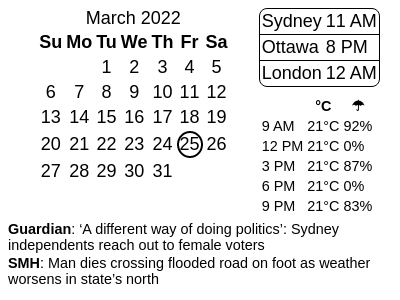 March 2022
Su Mo Tu We Th Fr Sa
1 2 3 4 5
6 7 8 9 10 11 12
13 14 15 16 17 18 19
20 21 22 23 24 25 26
27 28 29 30 31
Sydney 11 AM
Ottawa 8 PM
London 12 AM
°C ☂
9 AM 21°C 92%
12 PM 21°C 0%
3 PM 21°C 87%
6 PM 21°C 0%
9 PM 21°C 83%
Guardian: ‘A different way of doing politics’: Sydney
independents reach out to female voters
SMH: Man dies crossing flooded road on foot as weather
worsens in state’s north